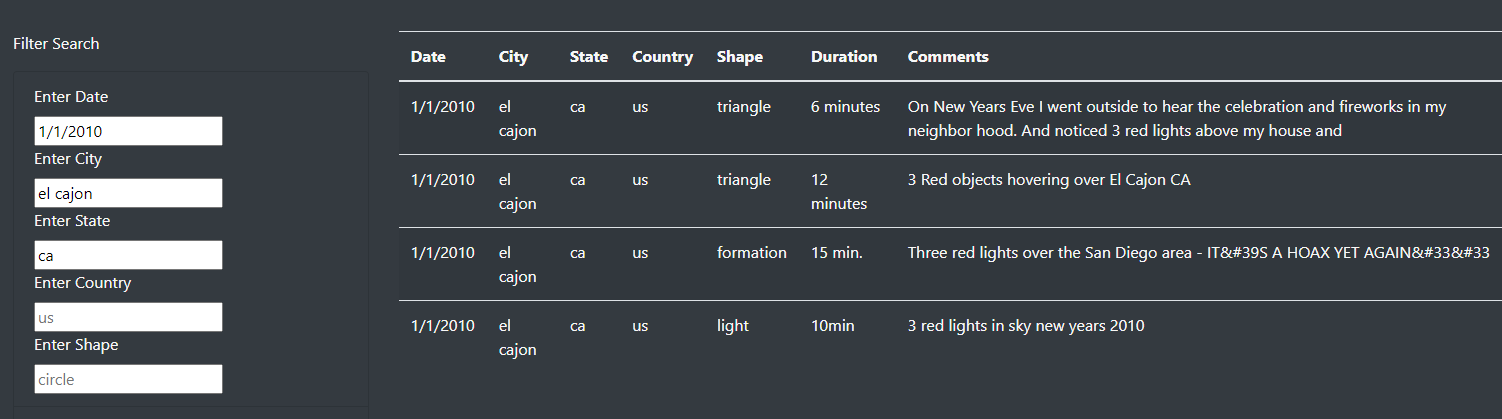 Filter Search
Enter Date
1/1/2010
Enter City
el cajon
Enter State
ca
Enter Country
us
Enter Shape
circle
Date City State Country Shape Duration Comments
1/1/2010 el ca us triangle 6 minutes On New Years Eve I went outside to hear the celebration and fireworks in my
cajon neighbor hood. And noticed 3 red lights above my house and
1/1/2010 el ca us triangle 12 3 Red objects hovering over El Cajon CA
cajon minutes
1/1/2010 el ca us formation 15 min. Three red lights over the San Diego area - IT&#39S A HOAX YET AGAIN&#33&#33
cajon
1/1/2010 el ca us light 10min 3 red lights in sky new years 2010
cajon